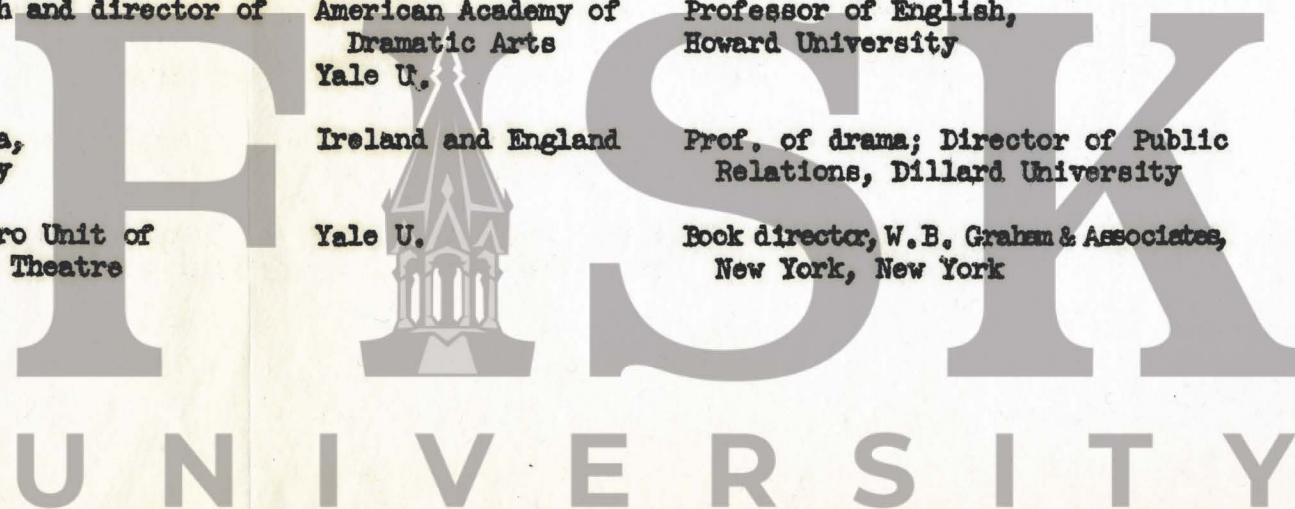 h and director of American Academy of Professor of English,
Dramatic Arts Howard University
Yale U.
a, Ireland and England Prof. of drama; Director of Public
y Relations, Dillard University
ro Unit of Yale U. Book director, W.B. Graham & Associates,
Theatre New York, New York
FISK
UNIVERSITY